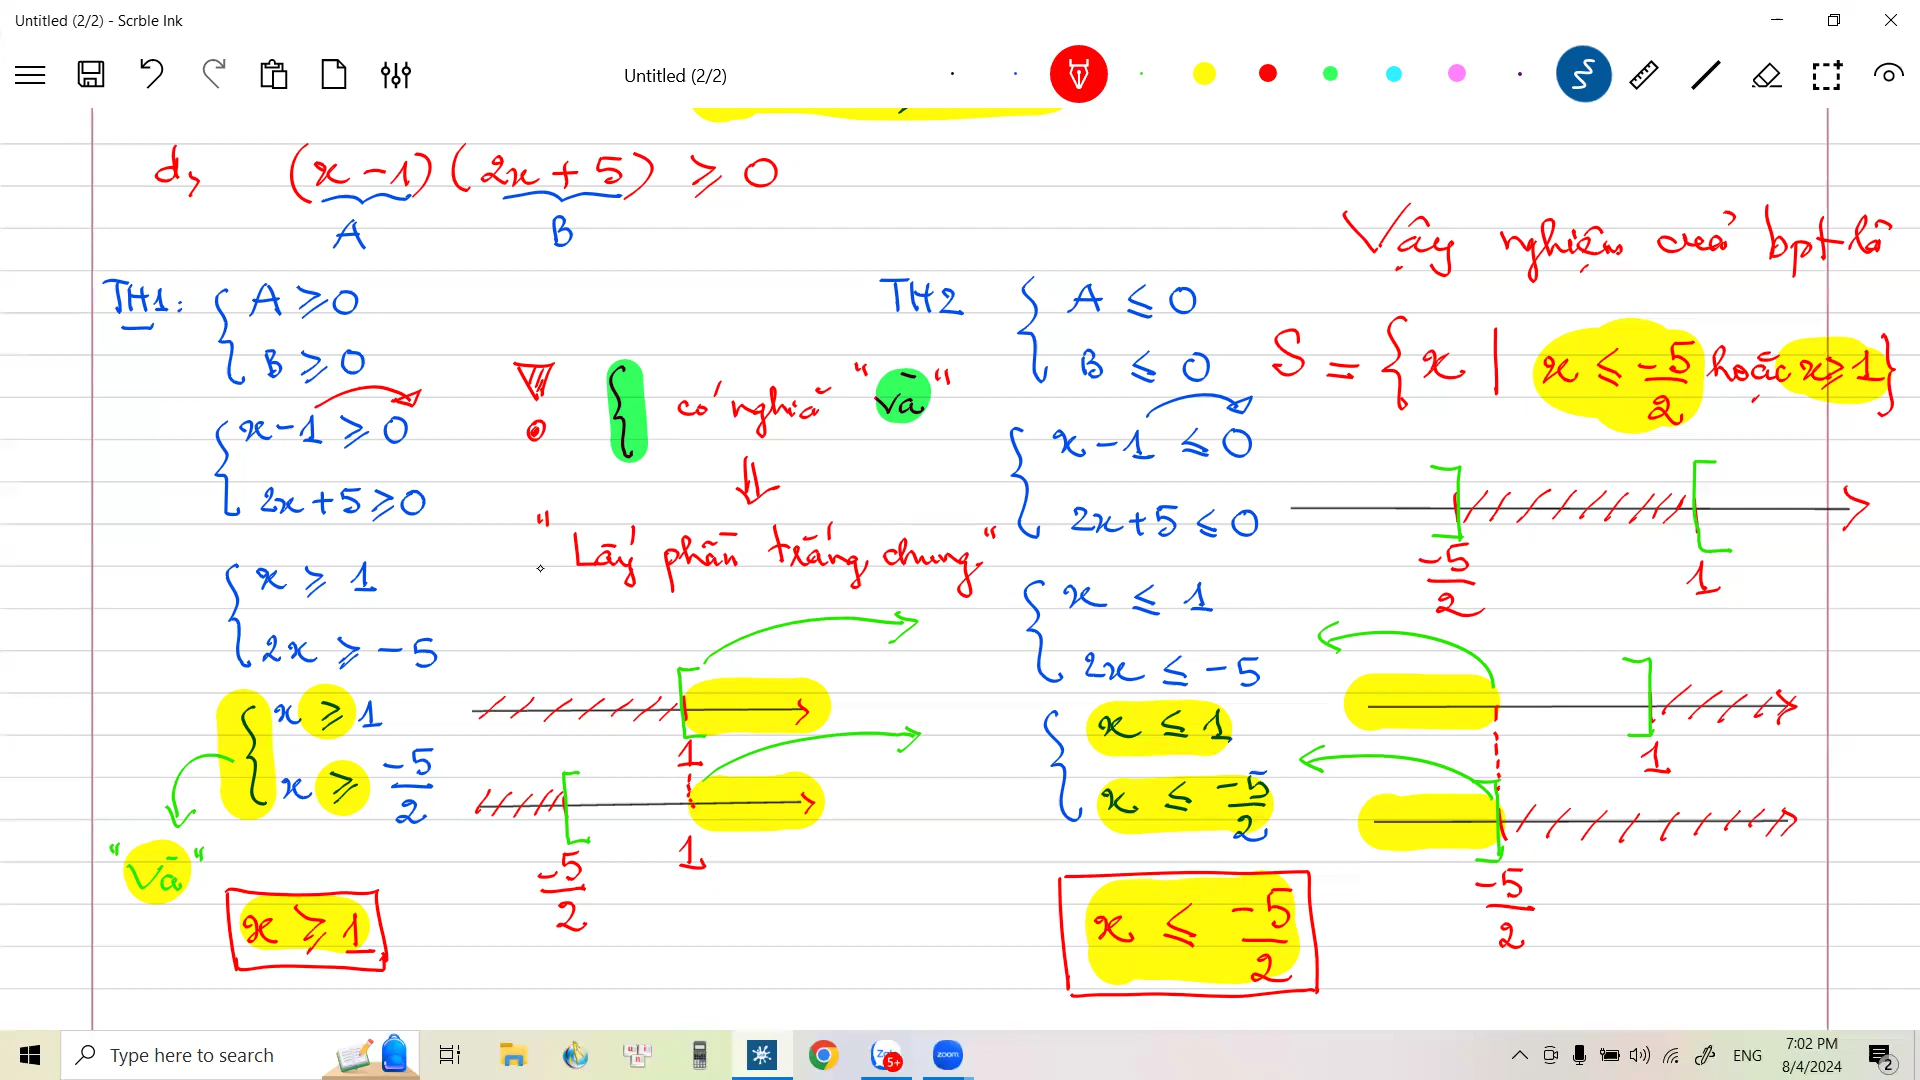 Untitled (2/2) - Scrble Ink
Untitled (2/2)
d, (x - 1) (2x + 5) ≥ 0
A B
TH1: { A ≥ 0
B ≥ 0
{ x - 1 ≥ 0
2x + 5 ≥ 0
{ x ≥ 1
2x ≥ -5
{ x ≥ 1
x ≥ -5/2
"Và"
x ≥ 1
{ có nghĩa "Và"
"Lấy phần trắng chung"
1
-5/2 1
TH2 { A ≤ 0
B ≤ 0
{ x - 1 ≤ 0
2x + 5 ≤ 0
{ x ≤ 1
2x ≤ -5
{ x ≤ 1
x ≤ -5/2
x ≤ -5/2
Vậy nghiệm của bpt là
S = { x | x ≤ -5/2 hoặc x ≥ 1 }
-5/2 1
1
-5/2
Type here to search
5+
zoom
ENG
7:02 PM
8/4/2024
2